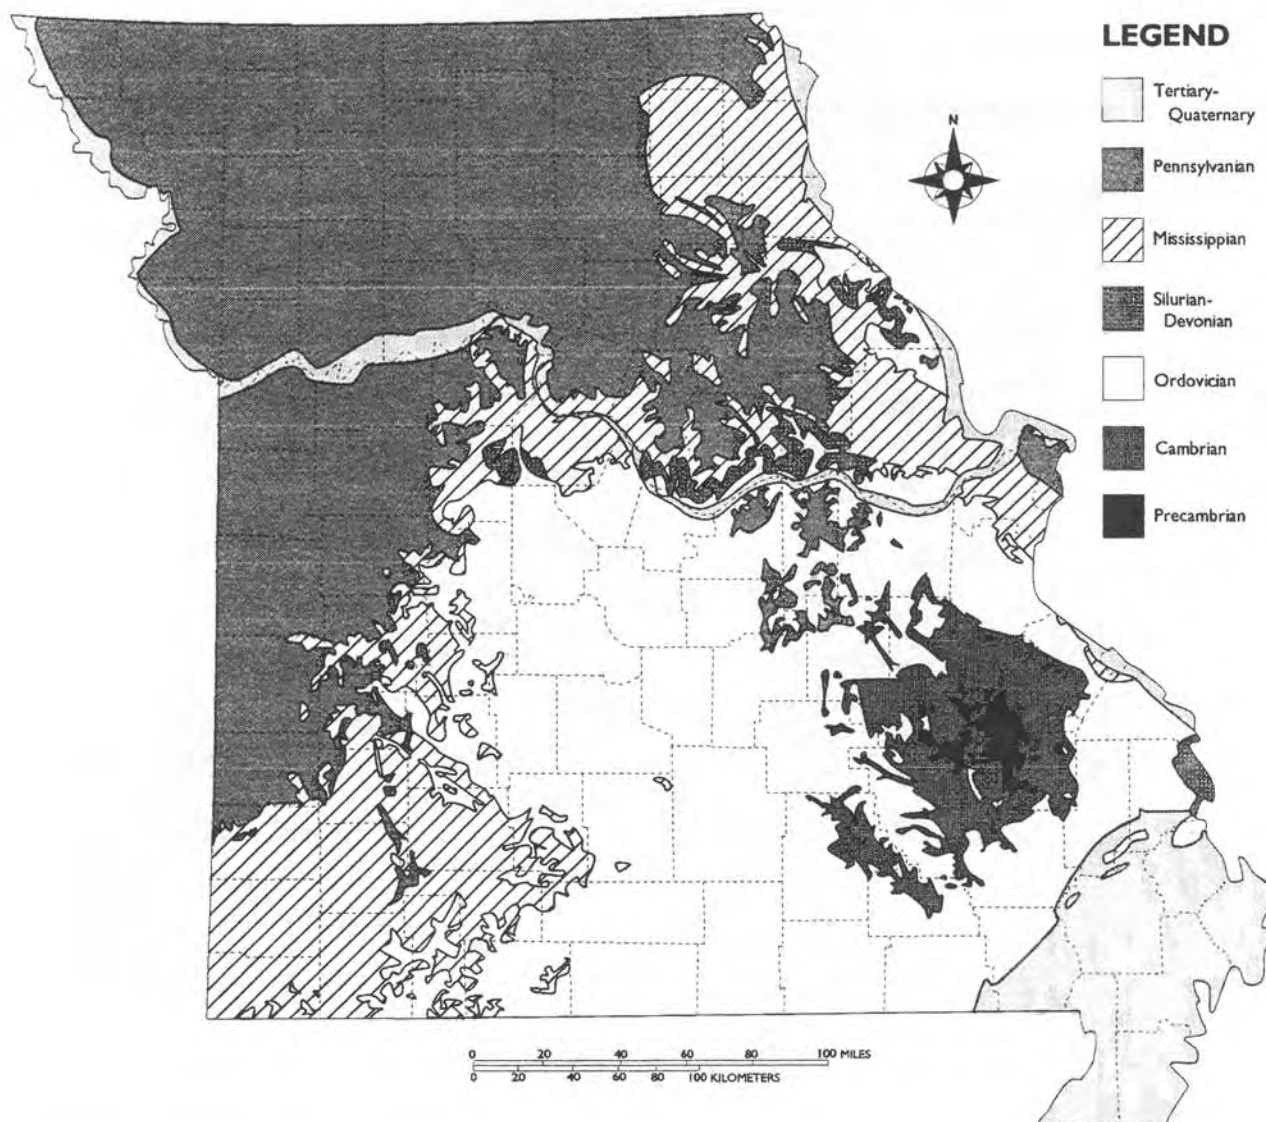 LEGEND
Tertiary-
Quaternary
Pennsylvanian
Mississippian
Silurian-
Devonian
Ordovician
Cambrian
Precambrian
N
0 20 40 60 80 100 MILES
0 20 40 60 80 100 KILOMETERS